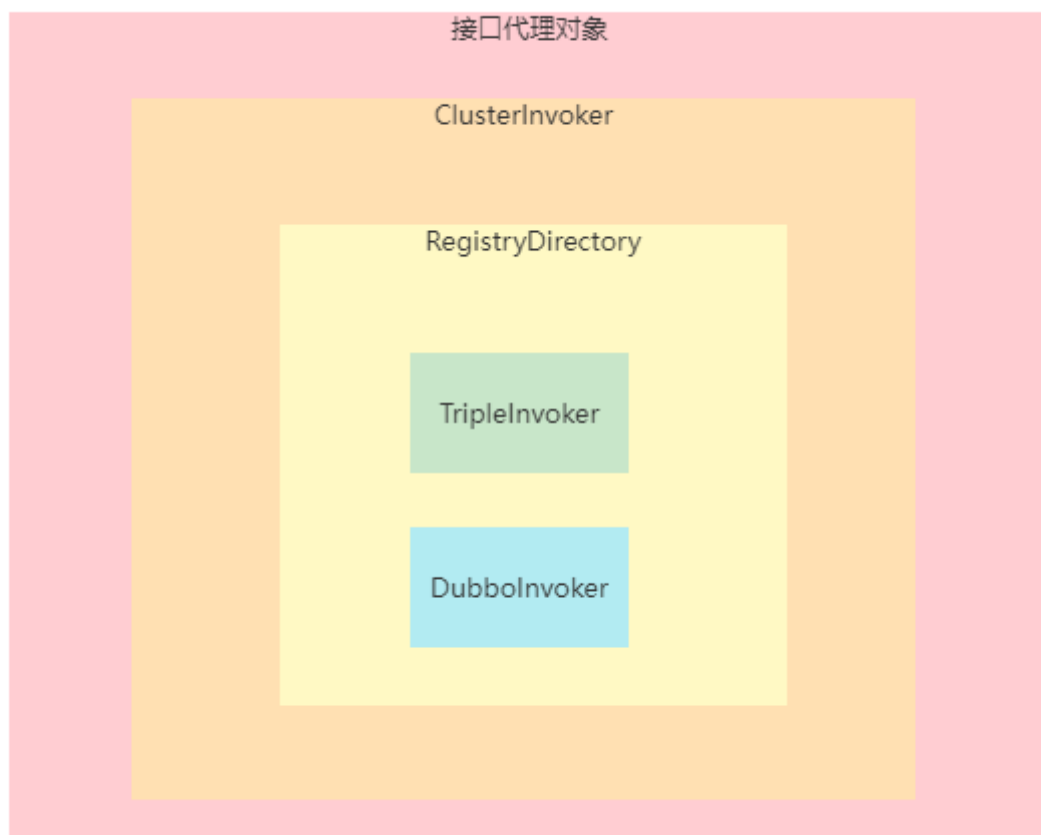 接口代理对象
ClusterInvoker
RegistryDirectory
TripleInvoker
DubboInvoker